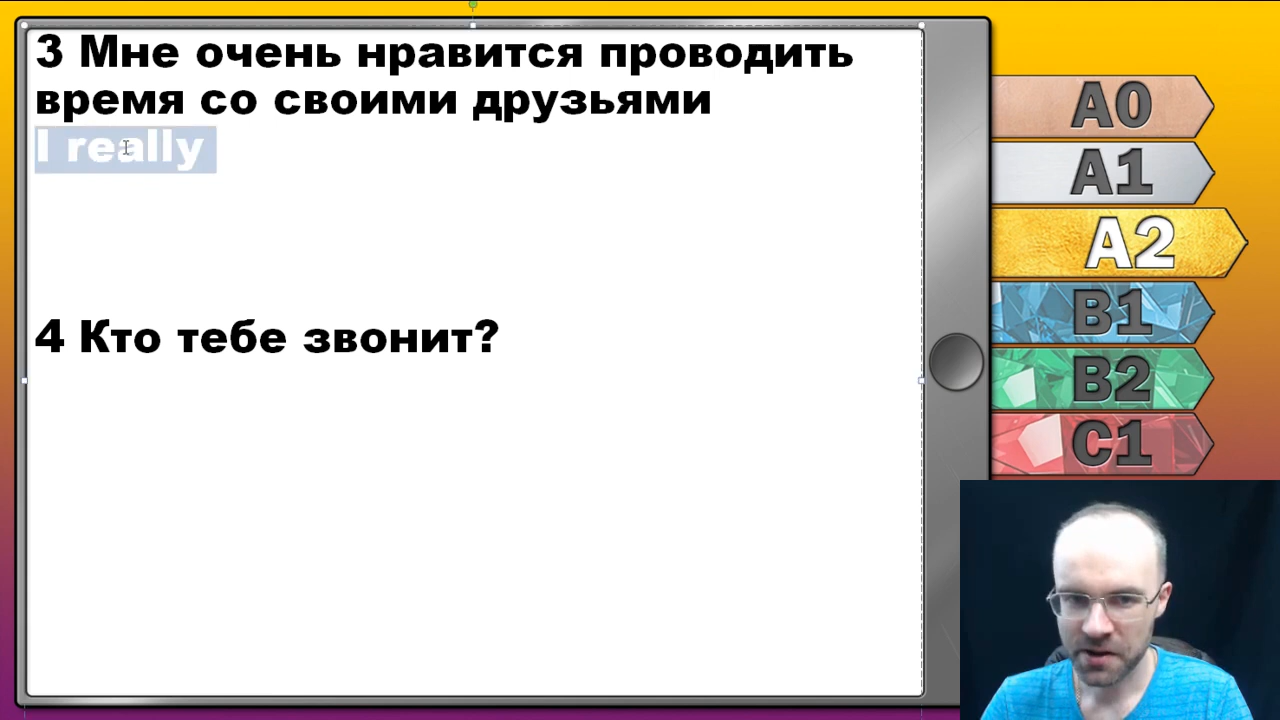 3 Мне очень нравится проводить
время со своими друзьями
I really
4 Кто тебе звонит?
A0
A1
A2
B1
B2
C1